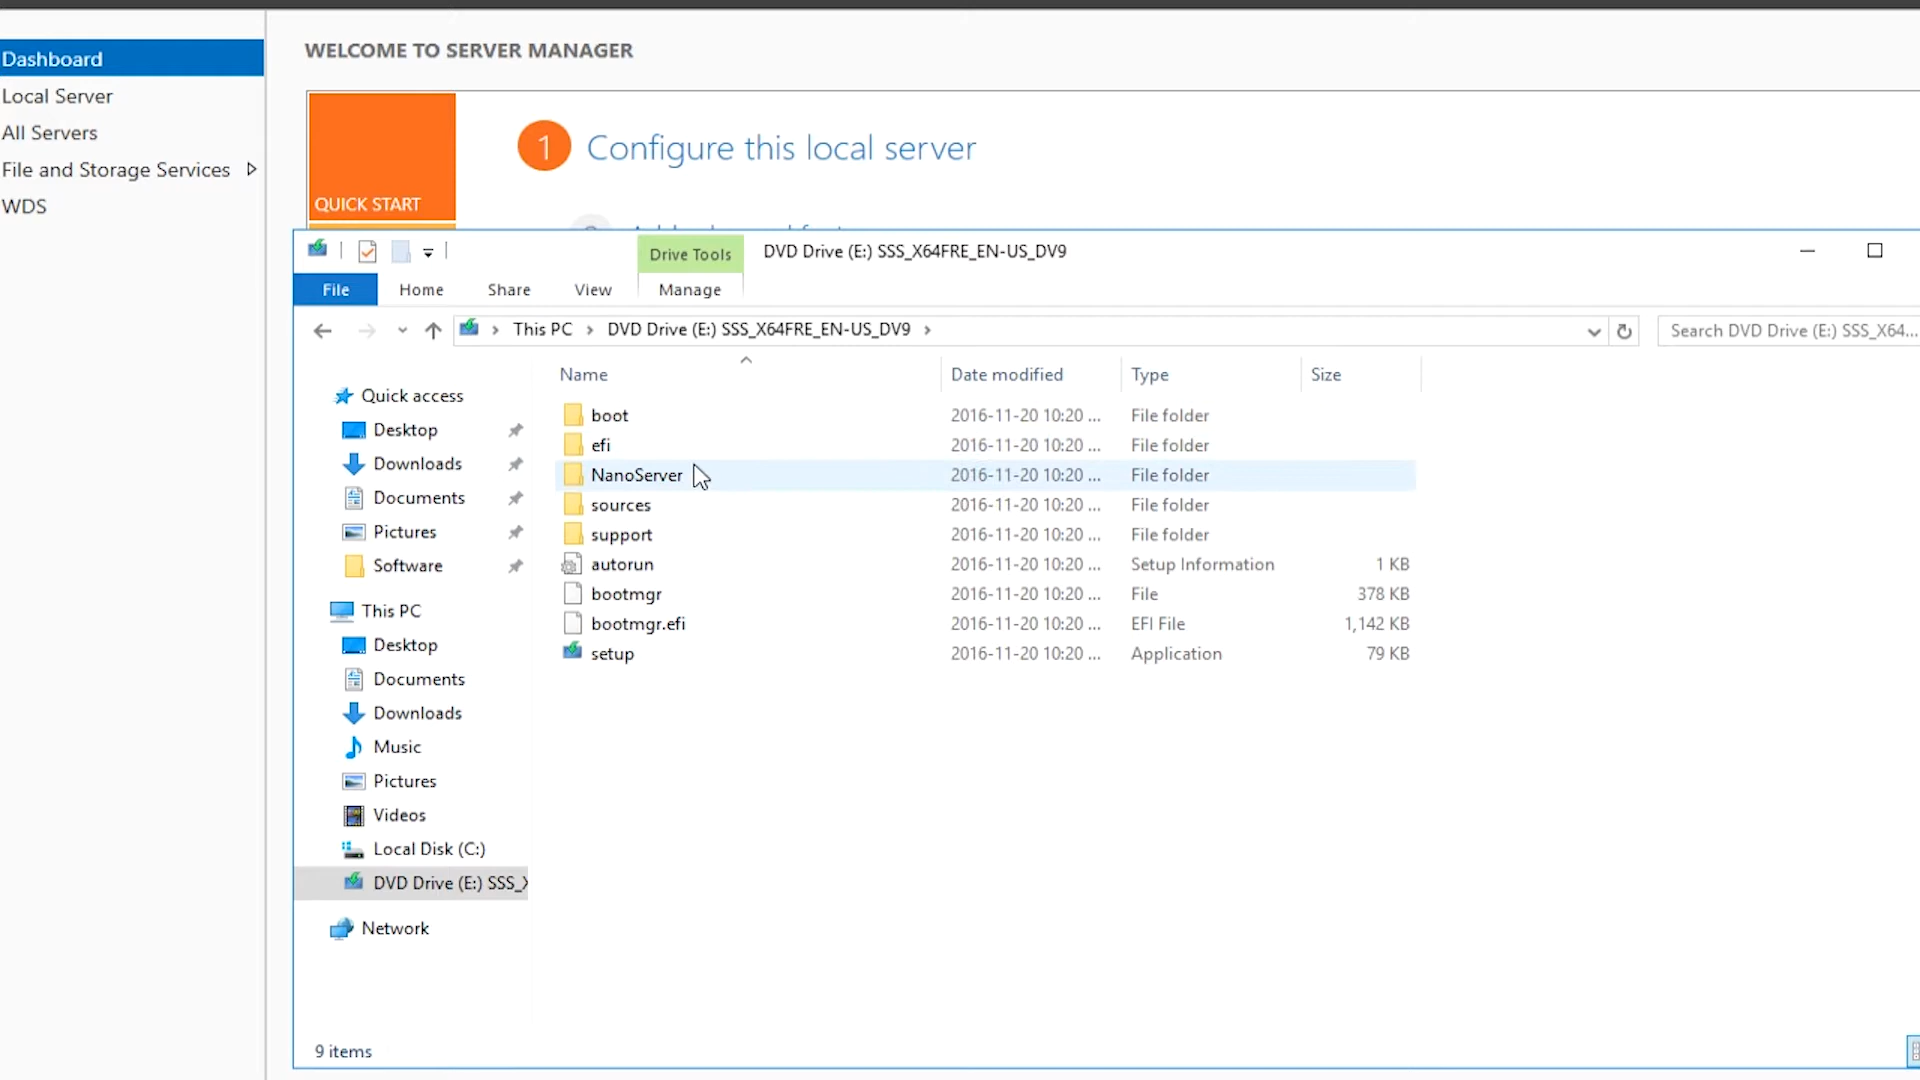 Dashboard
Local Server
All Servers
File and Storage Services
WDS
WELCOME TO SERVER MANAGER
QUICK START
1 Configure this local server
Drive Tools
DVD Drive (E:) SSS_X64FRE_EN-US_DV9
File Home Share View Manage
This PC > DVD Drive (E:) SSS_X64FRE_EN-US_DV9 >
Search DVD Drive (E:) SSS_X64...
Quick access
Desktop
Downloads
Documents
Pictures
Software
This PC
Desktop
Documents
Downloads
Music
Pictures
Videos
Local Disk (C:)
DVD Drive (E:) SSS_X
Network
Name Date modified Type Size
boot 2016-11-20 10:20 ... File folder
efi 2016-11-20 10:20 ... File folder
NanoServer 2016-11-20 10:20 ... File folder
sources 2016-11-20 10:20 ... File folder
support 2016-11-20 10:20 ... File folder
autorun 2016-11-20 10:20 ... Setup Information 1 KB
bootmgr 2016-11-20 10:20 ... File 378 KB
bootmgr.efi 2016-11-20 10:20 ... EFI File 1,142 KB
setup 2016-11-20 10:20 ... Application 79 KB
9 items